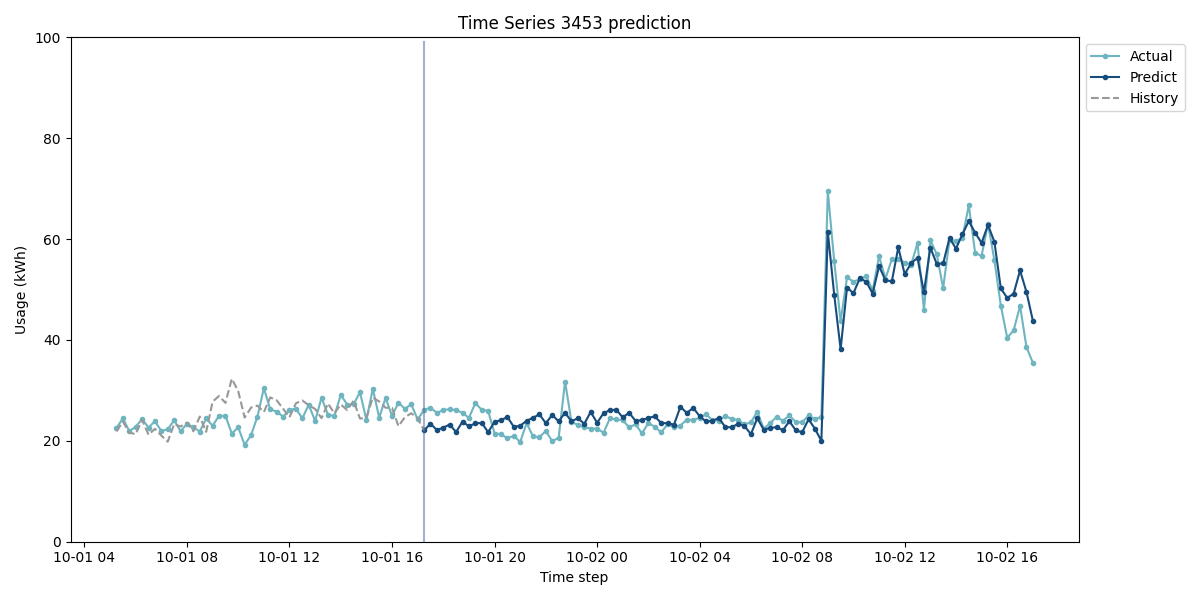 Time Series 3453 prediction
100
80
60
40
20
0
Usage (kWh)
10-01 04
10-01 08
10-01 12
10-01 16
10-01 20
10-02 00
10-02 04
10-02 08
10-02 12
10-02 16
Time step
Actual
Predict
History